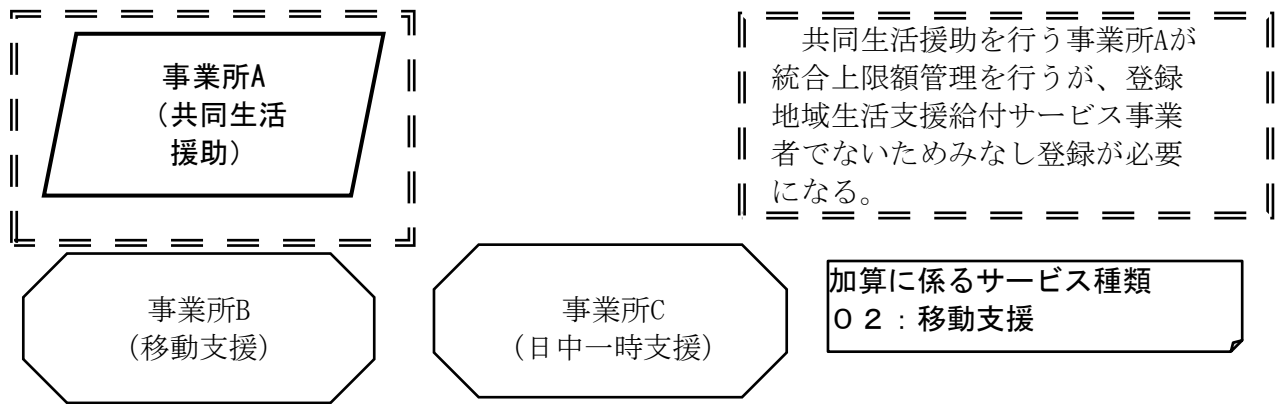 事業所A
（共同生活
援助）
　共同生活援助を行う事業所Aが
統合上限額管理を行うが、登録
地域生活支援給付サービス事業
者でないためみなし登録が必要
になる。
事業所B
（移動支援）
事業所C
（日中一時支援）
加算に係るサービス種類
０２：移動支援